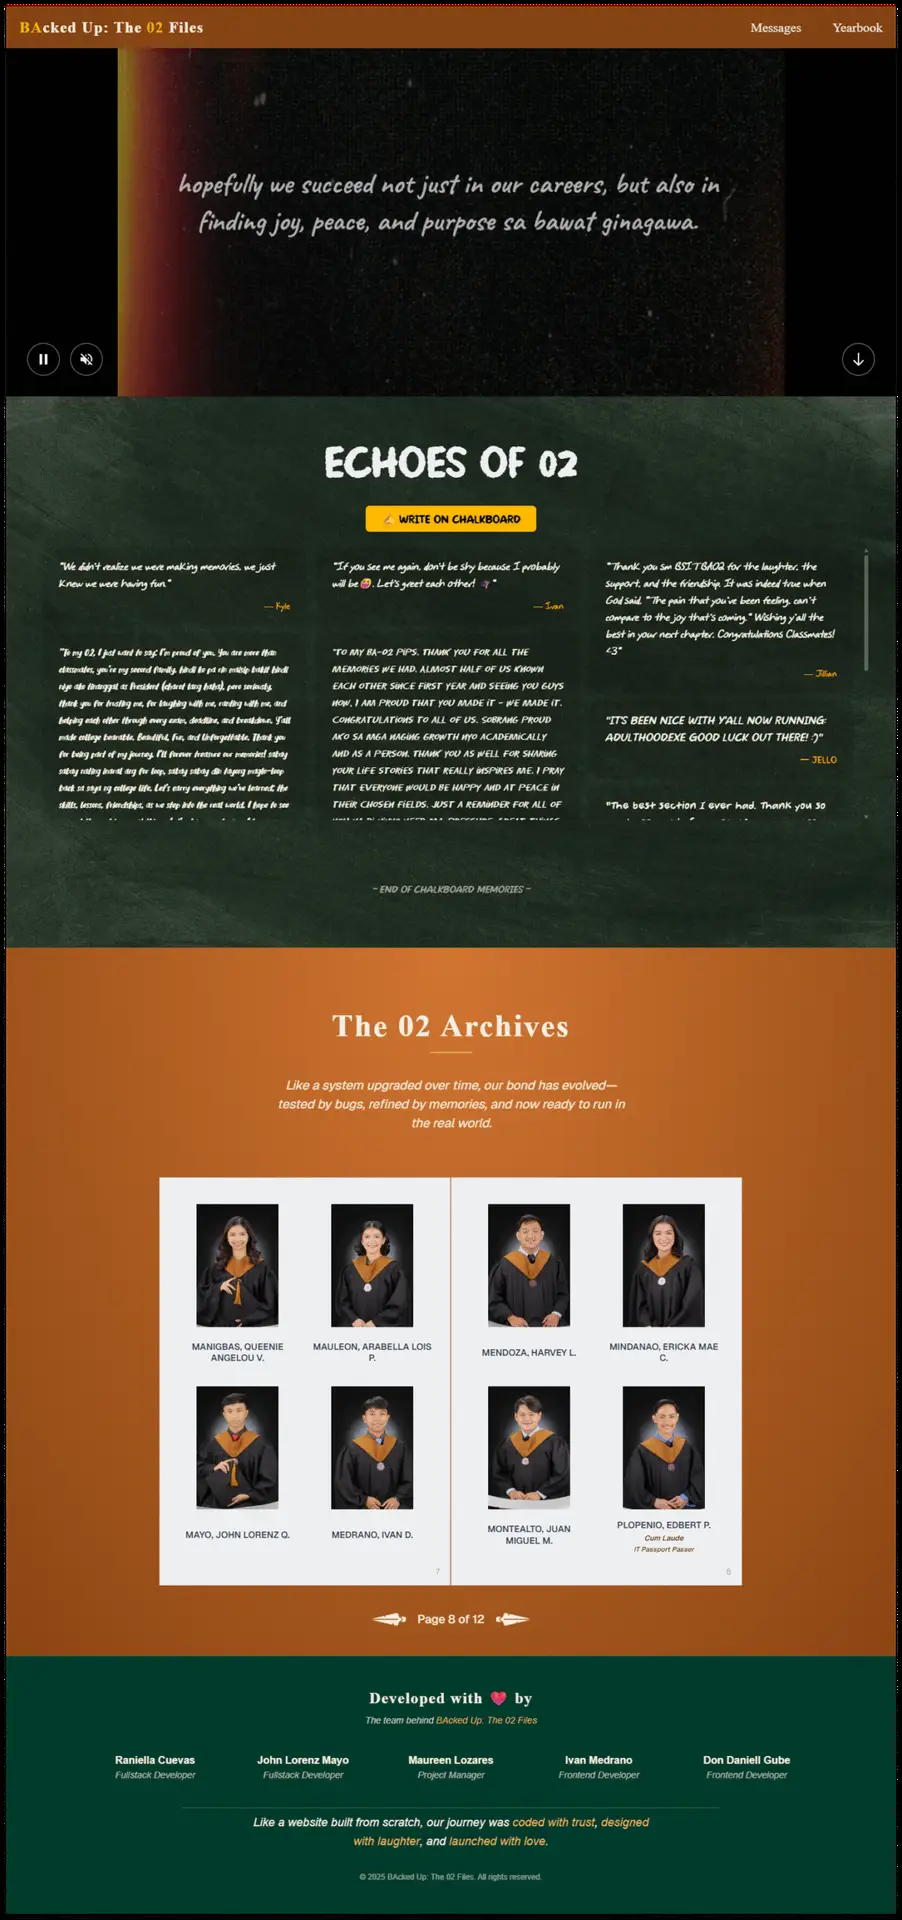 BAcked Up: The 02 Files
Messages
Yearbook
hopefully we succeed not just in our careers, but also in
finding joy, peace, and purpose sa bawat ginagawa.
ECHOES OF 02
WRITE ON CHALKBOARD
"We didn't realize we were making memories, we just
knew we were having fun."
— Kyle
"To my 02, I just want to say, I'm proud of you. You are more than
classmates, you're my second family. hindi ko pa rin maisip bakit hindi
niyo ako tinanggal as President (charot lang haha), pero seriously,
thank you for trusting me, for laughing with me, ranting with me, and
helping each other through every exam, deadline, and breakdown. Y'all
made college bearable. Beautiful, Fun, and Unforgettable. Thank you
for being part of my journey. I'll forever treasure our memories! sabay
back sa saya ng college life. Let's carry everything we've learned, the
skills, lessons, friendships, as we step into the real world. I hope to see
"If you see me again, don't be shy because I probably
will be😝. Let's greet each other! "
— Ivan
"TO MY BA-02 PIPS. THANK YOU FOR ALL THE
MEMORIES WE HAD. ALMOST HALF OF US KNOWN
EACH OTHER SINCE FIRST YEAR AND SEEING YOU GUYS
NOW, I AM PROUD THAT YOU MADE IT - WE MADE IT.
CONGRATULATIONS TO ALL OF US. SOBRANG PROUD
AKO SA MGA NAGING GROWTH NYO ACADEMICALLY
AND AS A PERSON. THANK YOU AS WELL FOR SHARING
YOUR LIFE STORIES THAT REALLY INSPIRES ME. I PRAY
THAT EVERYONE WOULD BE HAPPY AND AT PEACE IN
THEIR CHOSEN FIELDS. JUST A REMINDER FOR ALL OF
"Thank you sm BSIT BA02 for the laughter, the
support, and the friendship. It was indeed true when
God said, "The pain that you've been feeling, can't
compare to the joy that's coming." Wishing y'all the
best in your next chapter. Congratulations Classmates!
<3"
— Jillian
"IT'S BEEN NICE WITH Y'ALL NOW RUNNING:
ADULTHOOD.EXE GOOD LUCK OUT THERE! :)"
— JELLO
"The best section I ever had. Thank you so
~ END OF CHALKBOARD MEMORIES ~
The 02 Archives
Like a system upgraded over time, our bond has evolved—
tested by bugs, refined by memories, and now ready to run in
the real world.
MANIGBAS, QUEENIE
ANGELOU V.
MAULEON, ARABELLA LOIS
P.
MENDOZA, HARVEY L.
MINDANAO, ERICKA MAE
C.
MAYO, JOHN LORENZ Q.
MEDRANO, IVAN D.
MONTEALTO, JUAN
MIGUEL M.
PLOPENIO, EDBERT P.
Cum Laude
IT Passport Passer
7
Page 8 of 12
Developed with ❤️ by
The team behind BAcked Up: The 02 Files
Raniella Cuevas
Fullstack Developer
John Lorenz Mayo
Fullstack Developer
Maureen Lozares
Project Manager
Ivan Medrano
Frontend Developer
Don Daniell Gube
Frontend Developer
Like a website built from scratch, our journey was coded with trust, designed
with laughter, and launched with love.
© 2025 BAcked Up: The 02 Files. All rights reserved.